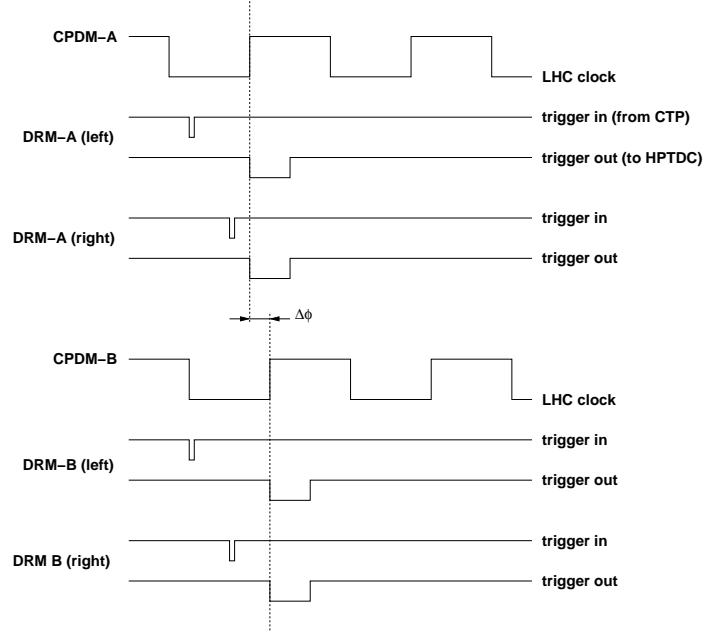 CPDM−A
LHC clock
trigger in (from CTP)
DRM−A (left)
trigger out (to HPTDC)
trigger in
DRM−A (right)
trigger out
Δϕ
CPDM−B
LHC clock
trigger in
DRM−B (left)
trigger out
trigger in
DRM B (right)
trigger out